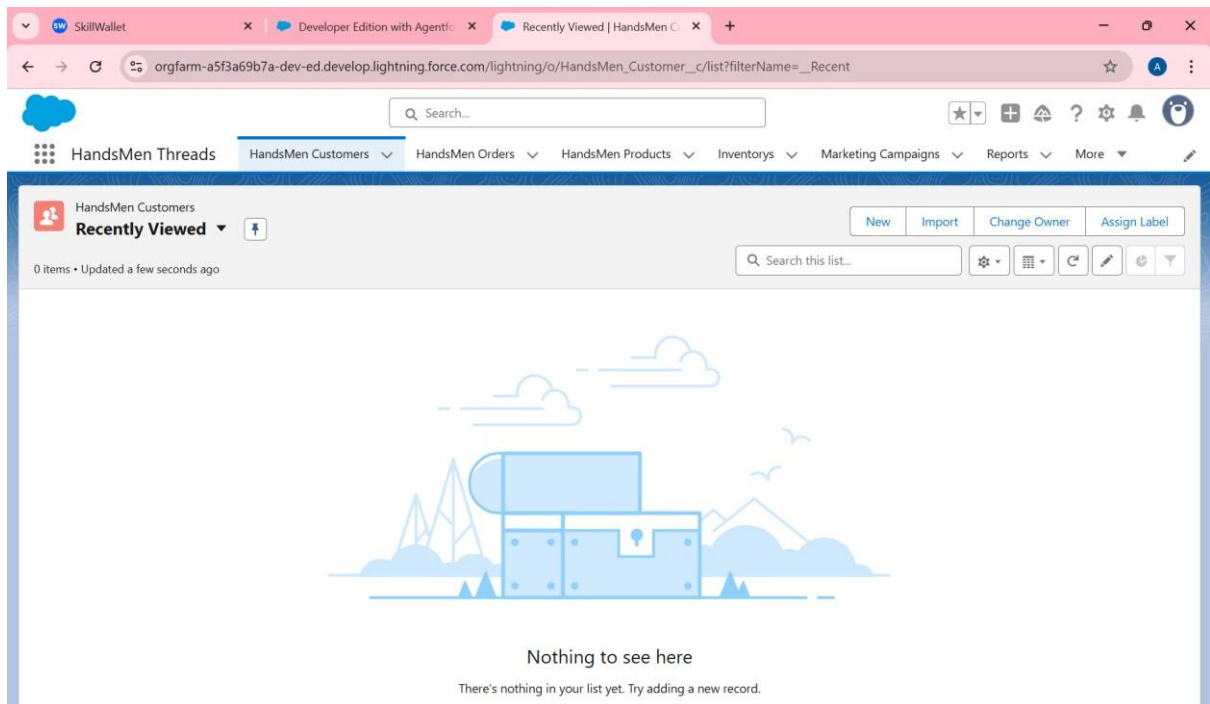 SW SkillWallet
Developer Edition with Agentfo
Recently Viewed | HandsMen C
orgfarm-a5f3a69b7a-dev-ed.develop.lightning.force.com/lightning/o/HandsMen_Customer__c/list?filterName=__Recent
A
Search...
HandsMen Threads
HandsMen Customers
HandsMen Orders
HandsMen Products
Inventorys
Marketing Campaigns
Reports
More
HandsMen Customers
Recently Viewed
New
Import
Change Owner
Assign Label
0 items • Updated a few seconds ago
Search this list...
Nothing to see here
There's nothing in your list yet. Try adding a new record.